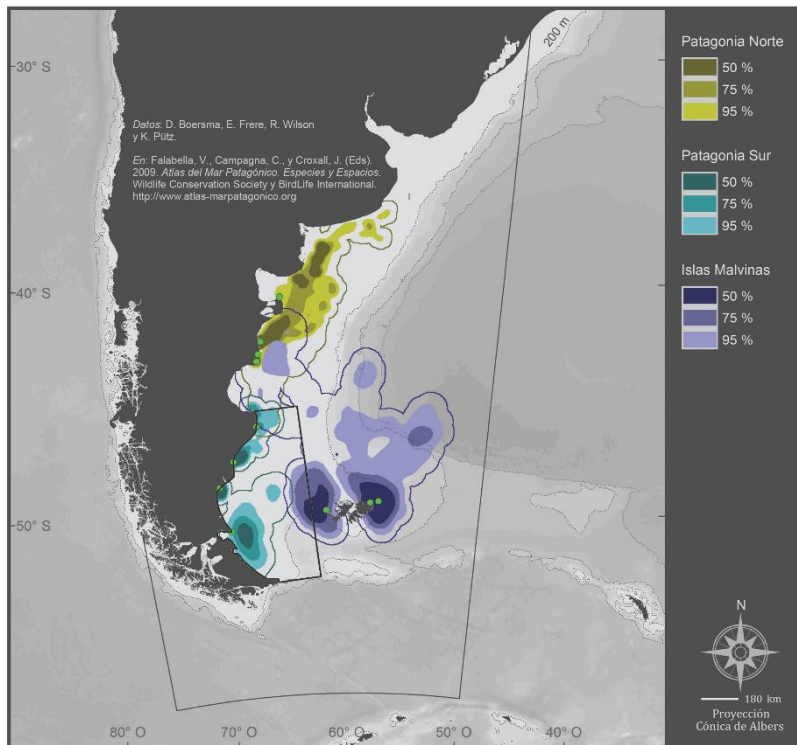 200 m
30° S
Datos: D. Boersma, E. Frere, R. Wilson
y K. Pütz.
En: Falabella, V., Campagna, C., y Croxall, J. (Eds).
2009. Atlas del Mar Patagónico. Especies y Espacios.
Wildlife Conservation Society y BirdLife International.
http://www.atlas-marpatagonico.org
40° S
50° S
80° O
70° O
60° O
50° O
40° O
Patagonia Norte
50 %
75 %
95 %
Patagonia Sur
50 %
75 %
95 %
Islas Malvinas
50 %
75 %
95 %
N
180 km
Proyección
Cónica de Albers